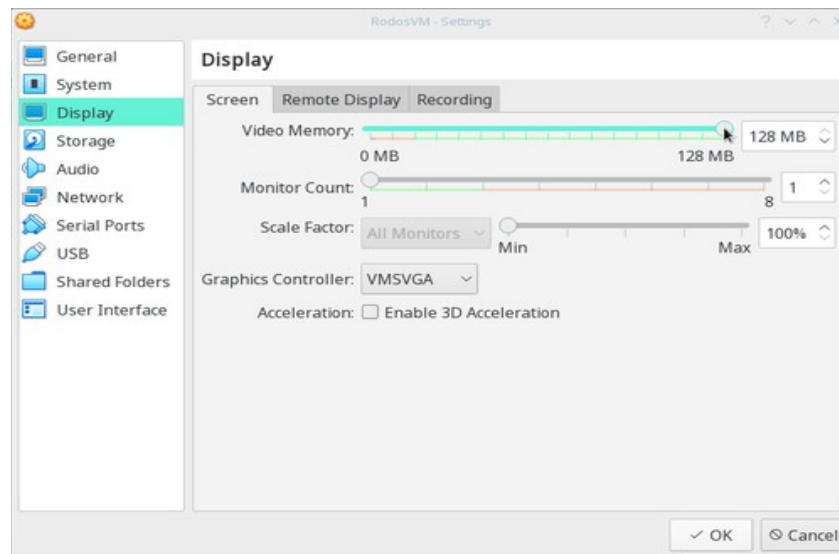 RodosVM - Settings
General
System
Display
Storage
Audio
Network
Serial Ports
USB
Shared Folders
User Interface
Display
Screen Remote Display Recording
Video Memory: 128 MB
0 MB 128 MB
Monitor Count: 1
1 8
Scale Factor: All Monitors 100%
Min Max
Graphics Controller: VMSVGA
Acceleration: Enable 3D Acceleration
OK Cancel